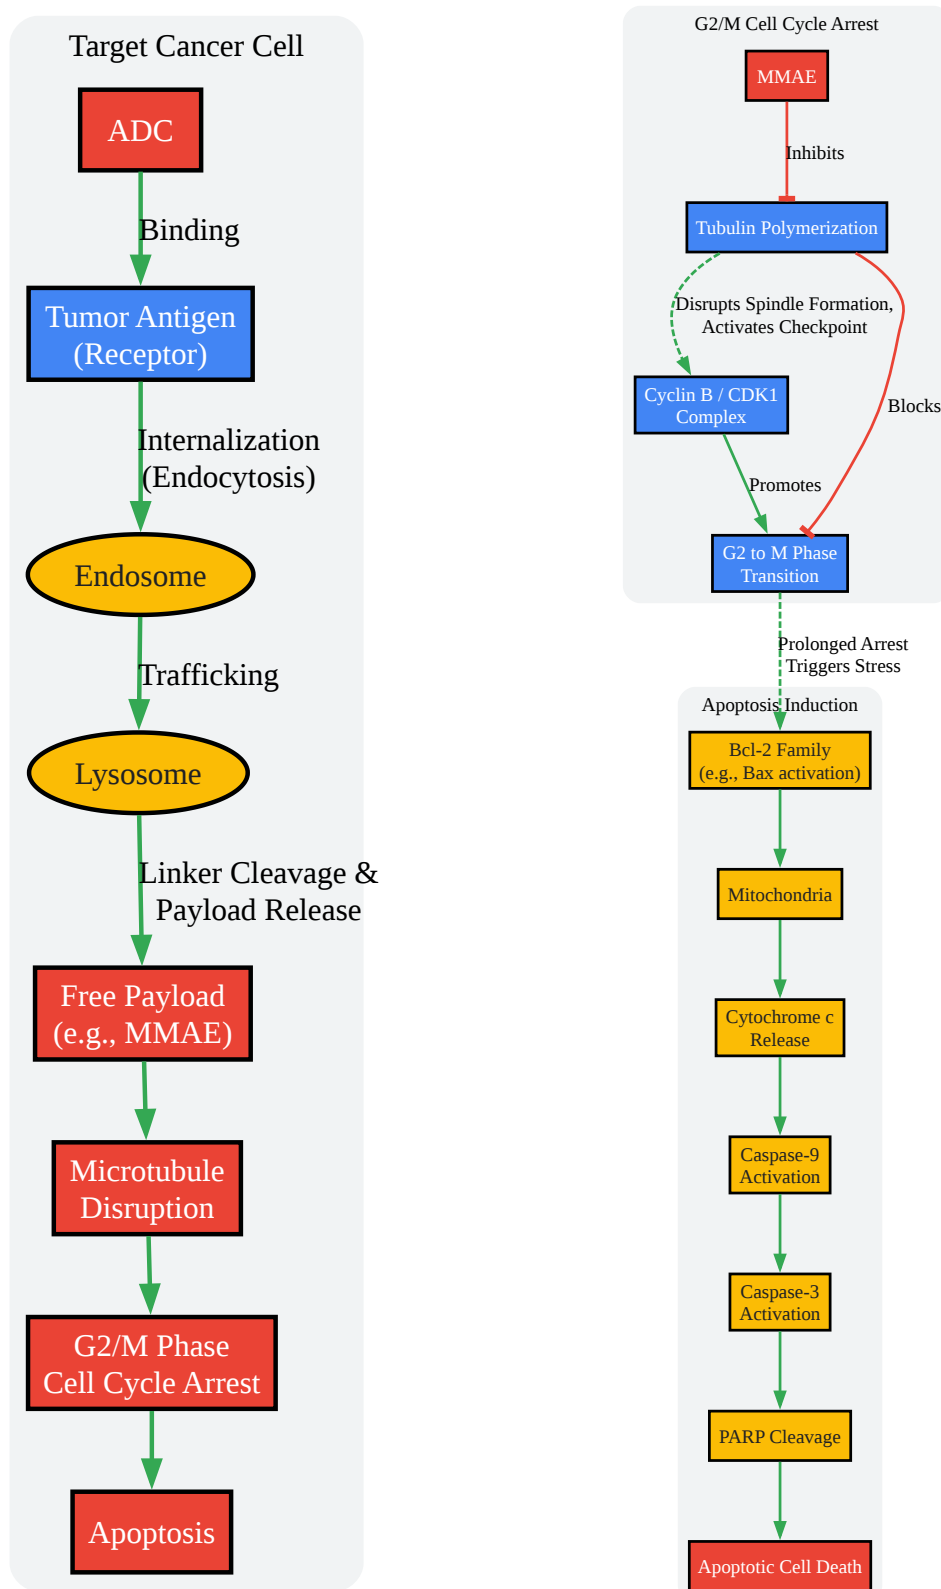 Target Cancer Cell
ADC
Binding
Tumor Antigen
(Receptor)
Internalization
(Endocytosis)
Endosome
Trafficking
Lysosome
Linker Cleavage &
Payload Release
Free Payload
(e.g., MMAE)
Microtubule
Disruption
G2/M Phase
Cell Cycle Arrest
Apoptosis
G2/M Cell Cycle Arrest
MMAE
Inhibits
Tubulin Polymerization
Disrupts Spindle Formation,
Activates Checkpoint
Cyclin B / CDK1
Complex
Blocks
Promotes
G2 to M Phase
Transition
Prolonged Arrest
Triggers Stress
Apoptosis Induction
Bcl-2 Family
(e.g., Bax activation)
Mitochondria
Cytochrome c
Release
Caspase-9
Activation
Caspase-3
Activation
PARP Cleavage
Apoptotic Cell Death